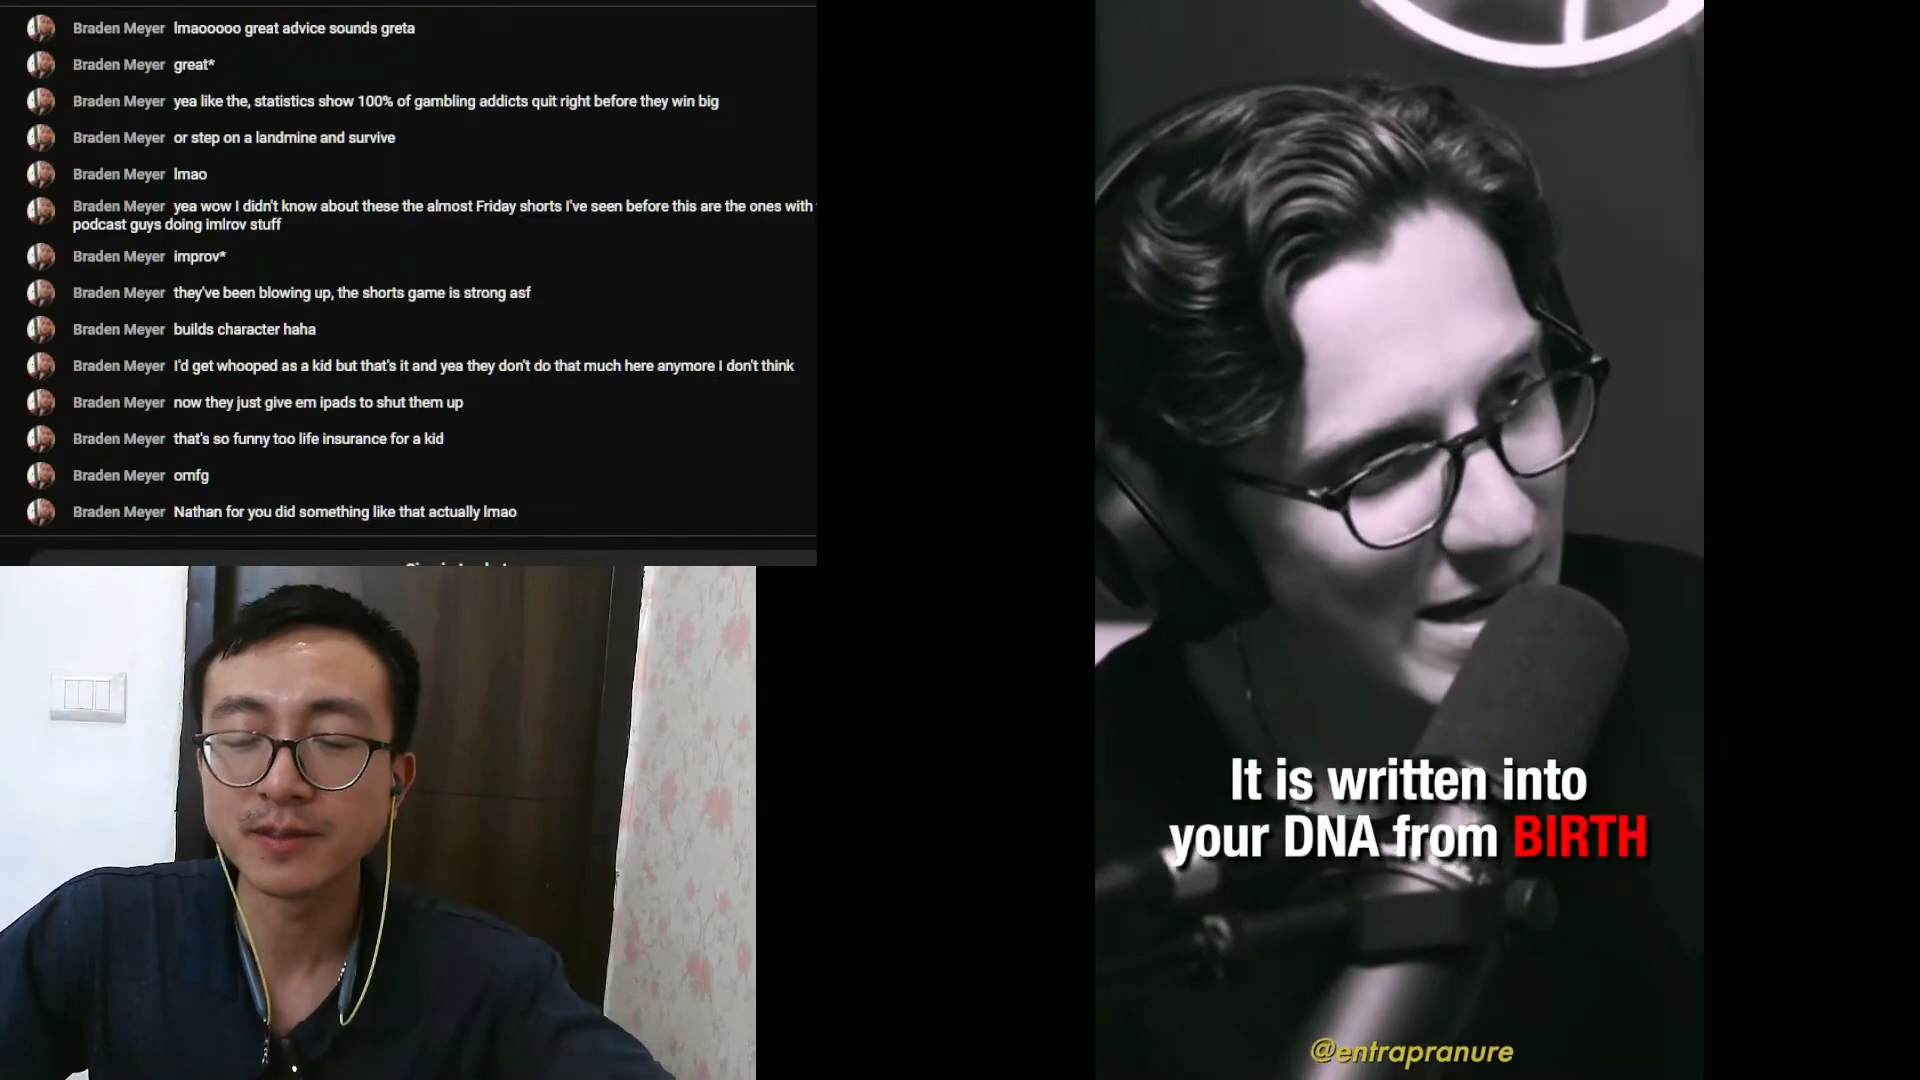 Braden Meyer lmaooooo great advice sounds greta
Braden Meyer great*
Braden Meyer yea like the, statistics show 100% of gambling addicts quit right before they win big
Braden Meyer or step on a landmine and survive
Braden Meyer lmao
Braden Meyer yea wow I didn't know about these the almost Friday shorts I've seen before this are the ones with
podcast guys doing imlrov stuff
Braden Meyer improv*
Braden Meyer they've been blowing up, the shorts game is strong asf
Braden Meyer builds character haha
Braden Meyer I'd get whooped as a kid but that's it and yea they don't do that much here anymore I don't think
Braden Meyer now they just give em ipads to shut them up
Braden Meyer that's so funny too life insurance for a kid
Braden Meyer omfg
Braden Meyer Nathan for you did something like that actually lmao
It is written into
your DNA from BIRTH
@entrapranure